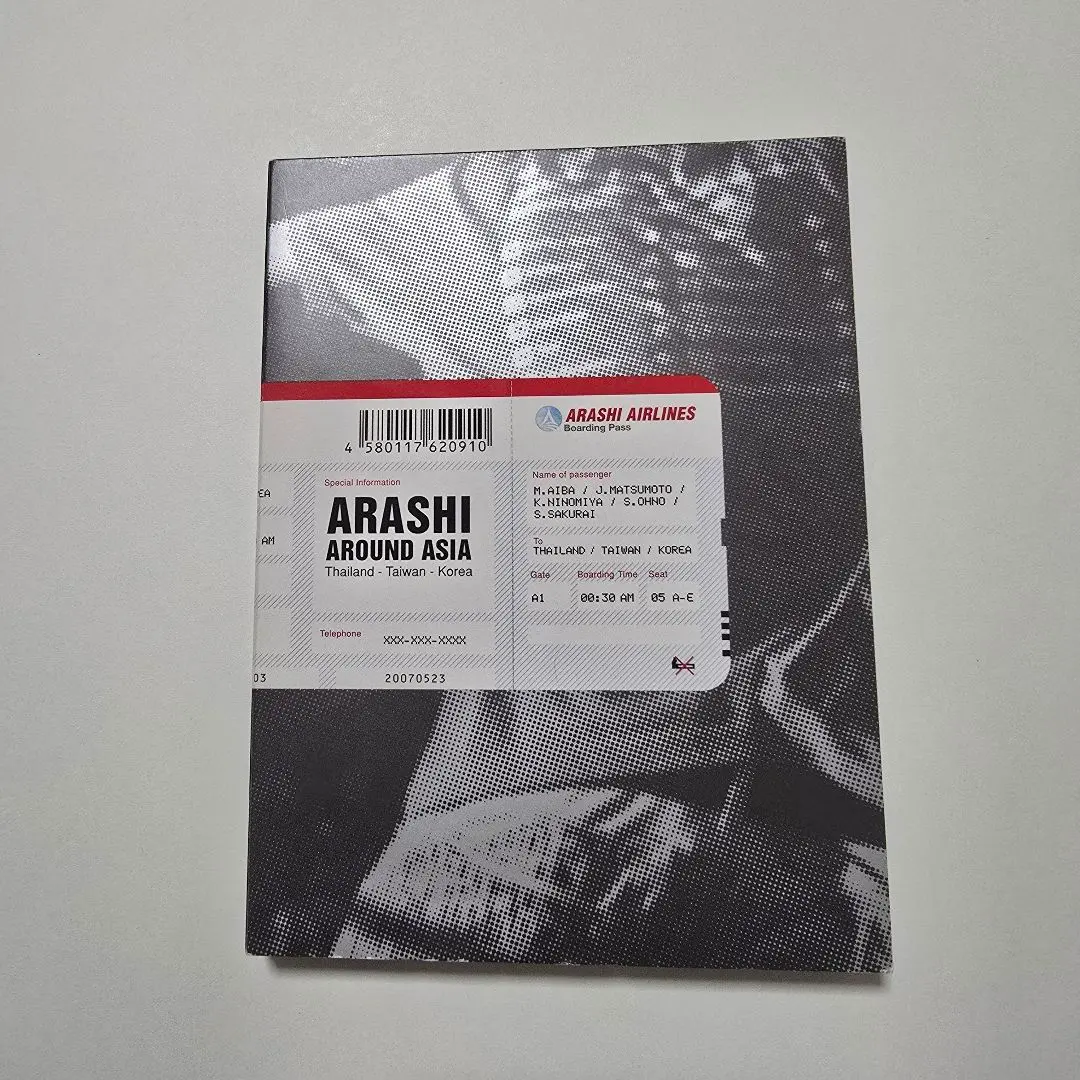 4 580117 620910
ARASHI AIRLINES
Boarding Pass
Special Information
ARASHI
AROUND ASIA
Thailand - Taiwan - Korea
Telephone
XXX-XXX-XXXX
20070523
EA
AM
03
Name of passenger
M.AIBA / J.MATSUMOTO /
K.NINOMIYA / S.OHNO /
S.SAKURAI
To
THAILAND / TAIWAN / KOREA
Gate Boarding Time Seat
A1 00:30 AM 05 A-E